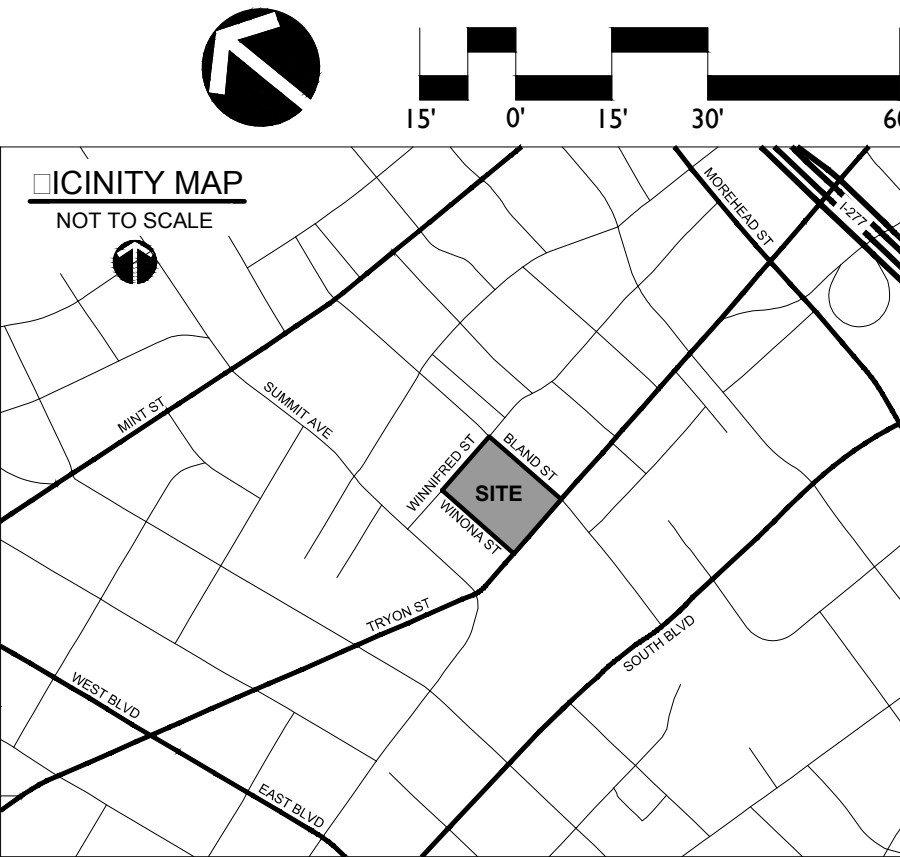 15' 0' 15' 30' 60
ICINITY MAP
NOT TO SCALE
MOREHEAD ST
I-277
MINT ST
SUMMIT AVE
WINNIFRED ST
BLAND ST
SITE
WINONA ST
TRYON ST
SOUTH BLVD
WEST BLVD
EAST BLVD